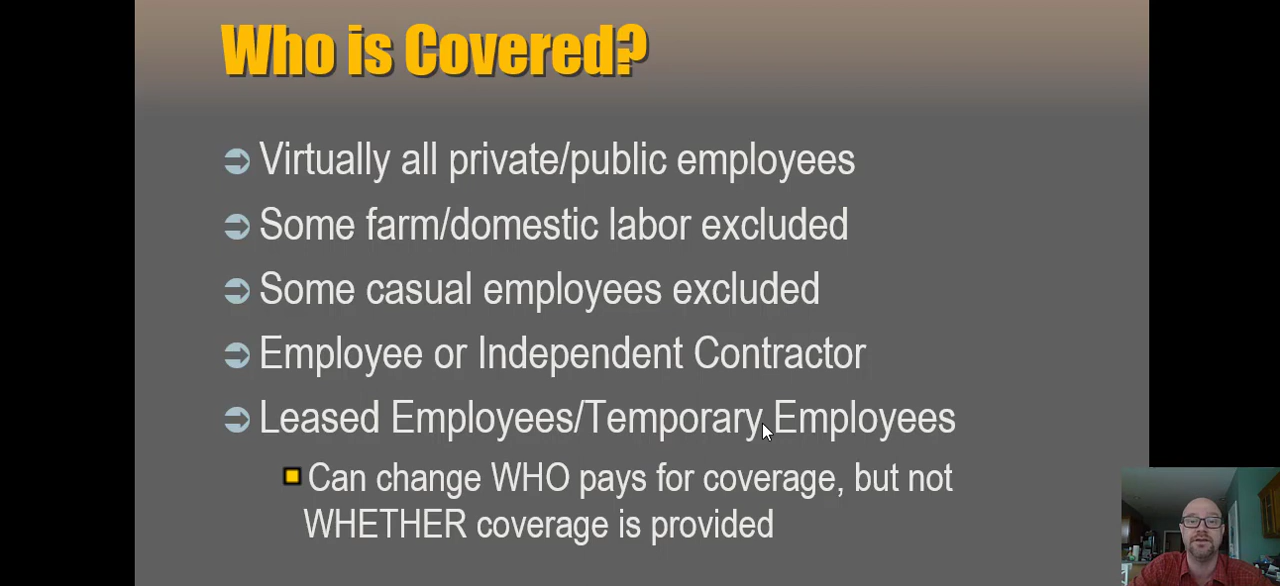 Who is Covered?
Virtually all private/public employees
Some farm/domestic labor excluded
Some casual employees excluded
Employee or Independent Contractor
Leased Employees/Temporary Employees
Can change WHO pays for coverage, but not
WHETHER coverage is provided